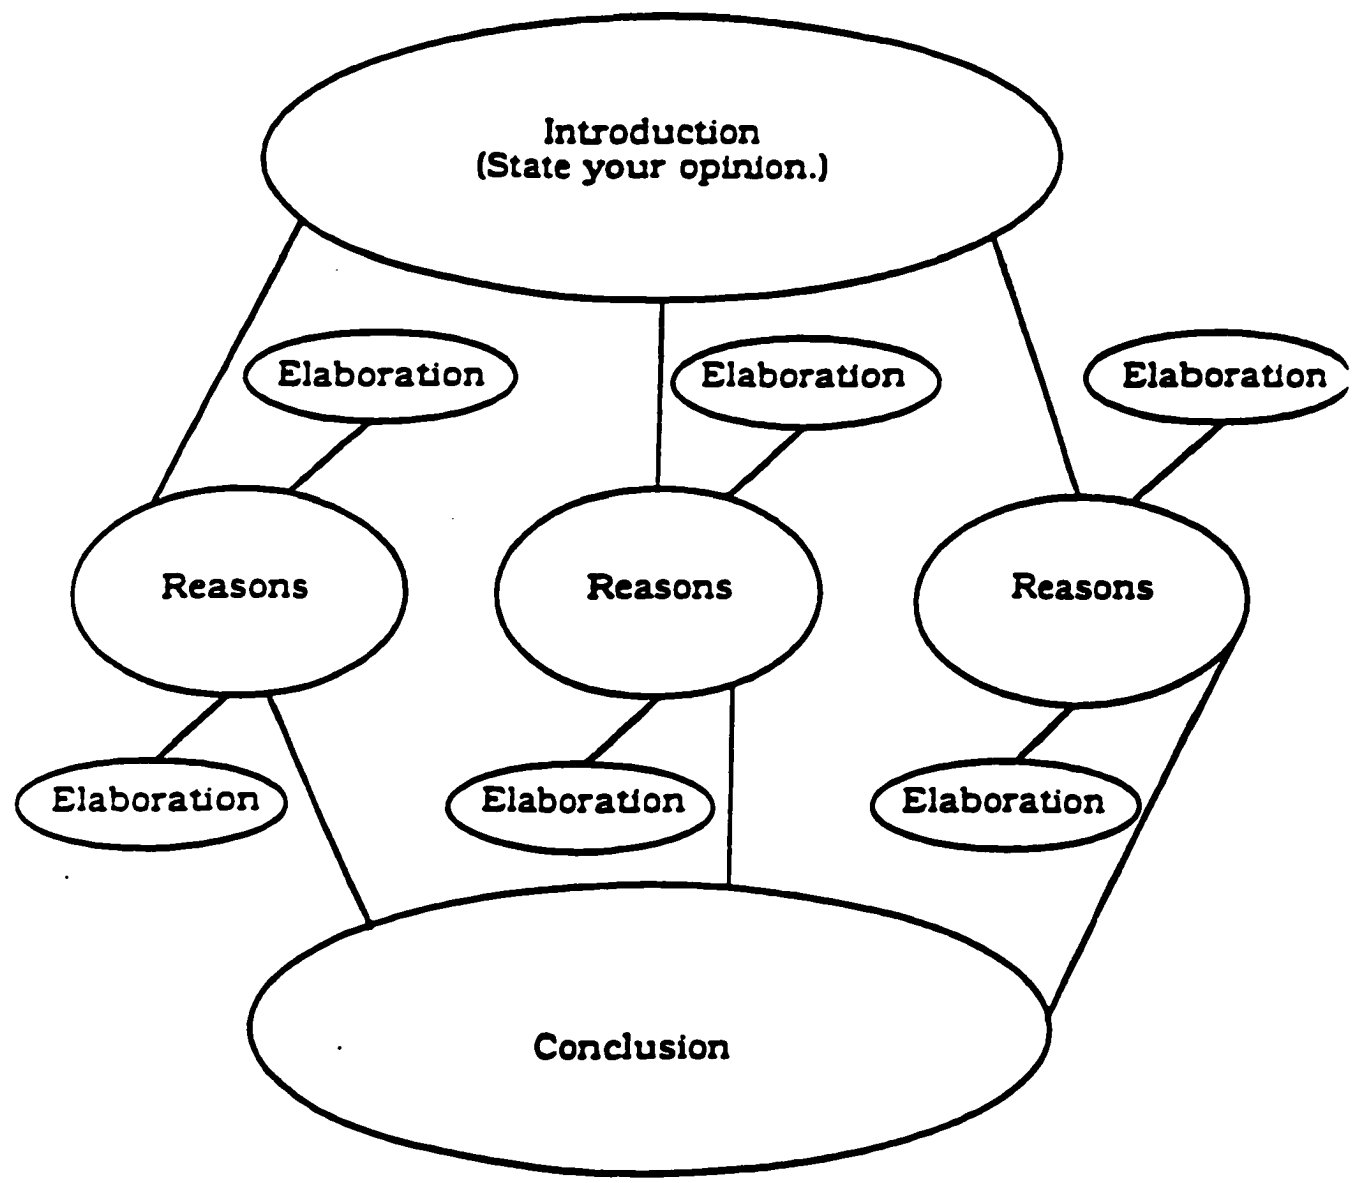 Introduction
(State your opinion.)
Elaboration
Elaboration
Elaboration
Reasons
Reasons
Reasons
Elaboration
Elaboration
Elaboration
Conclusion